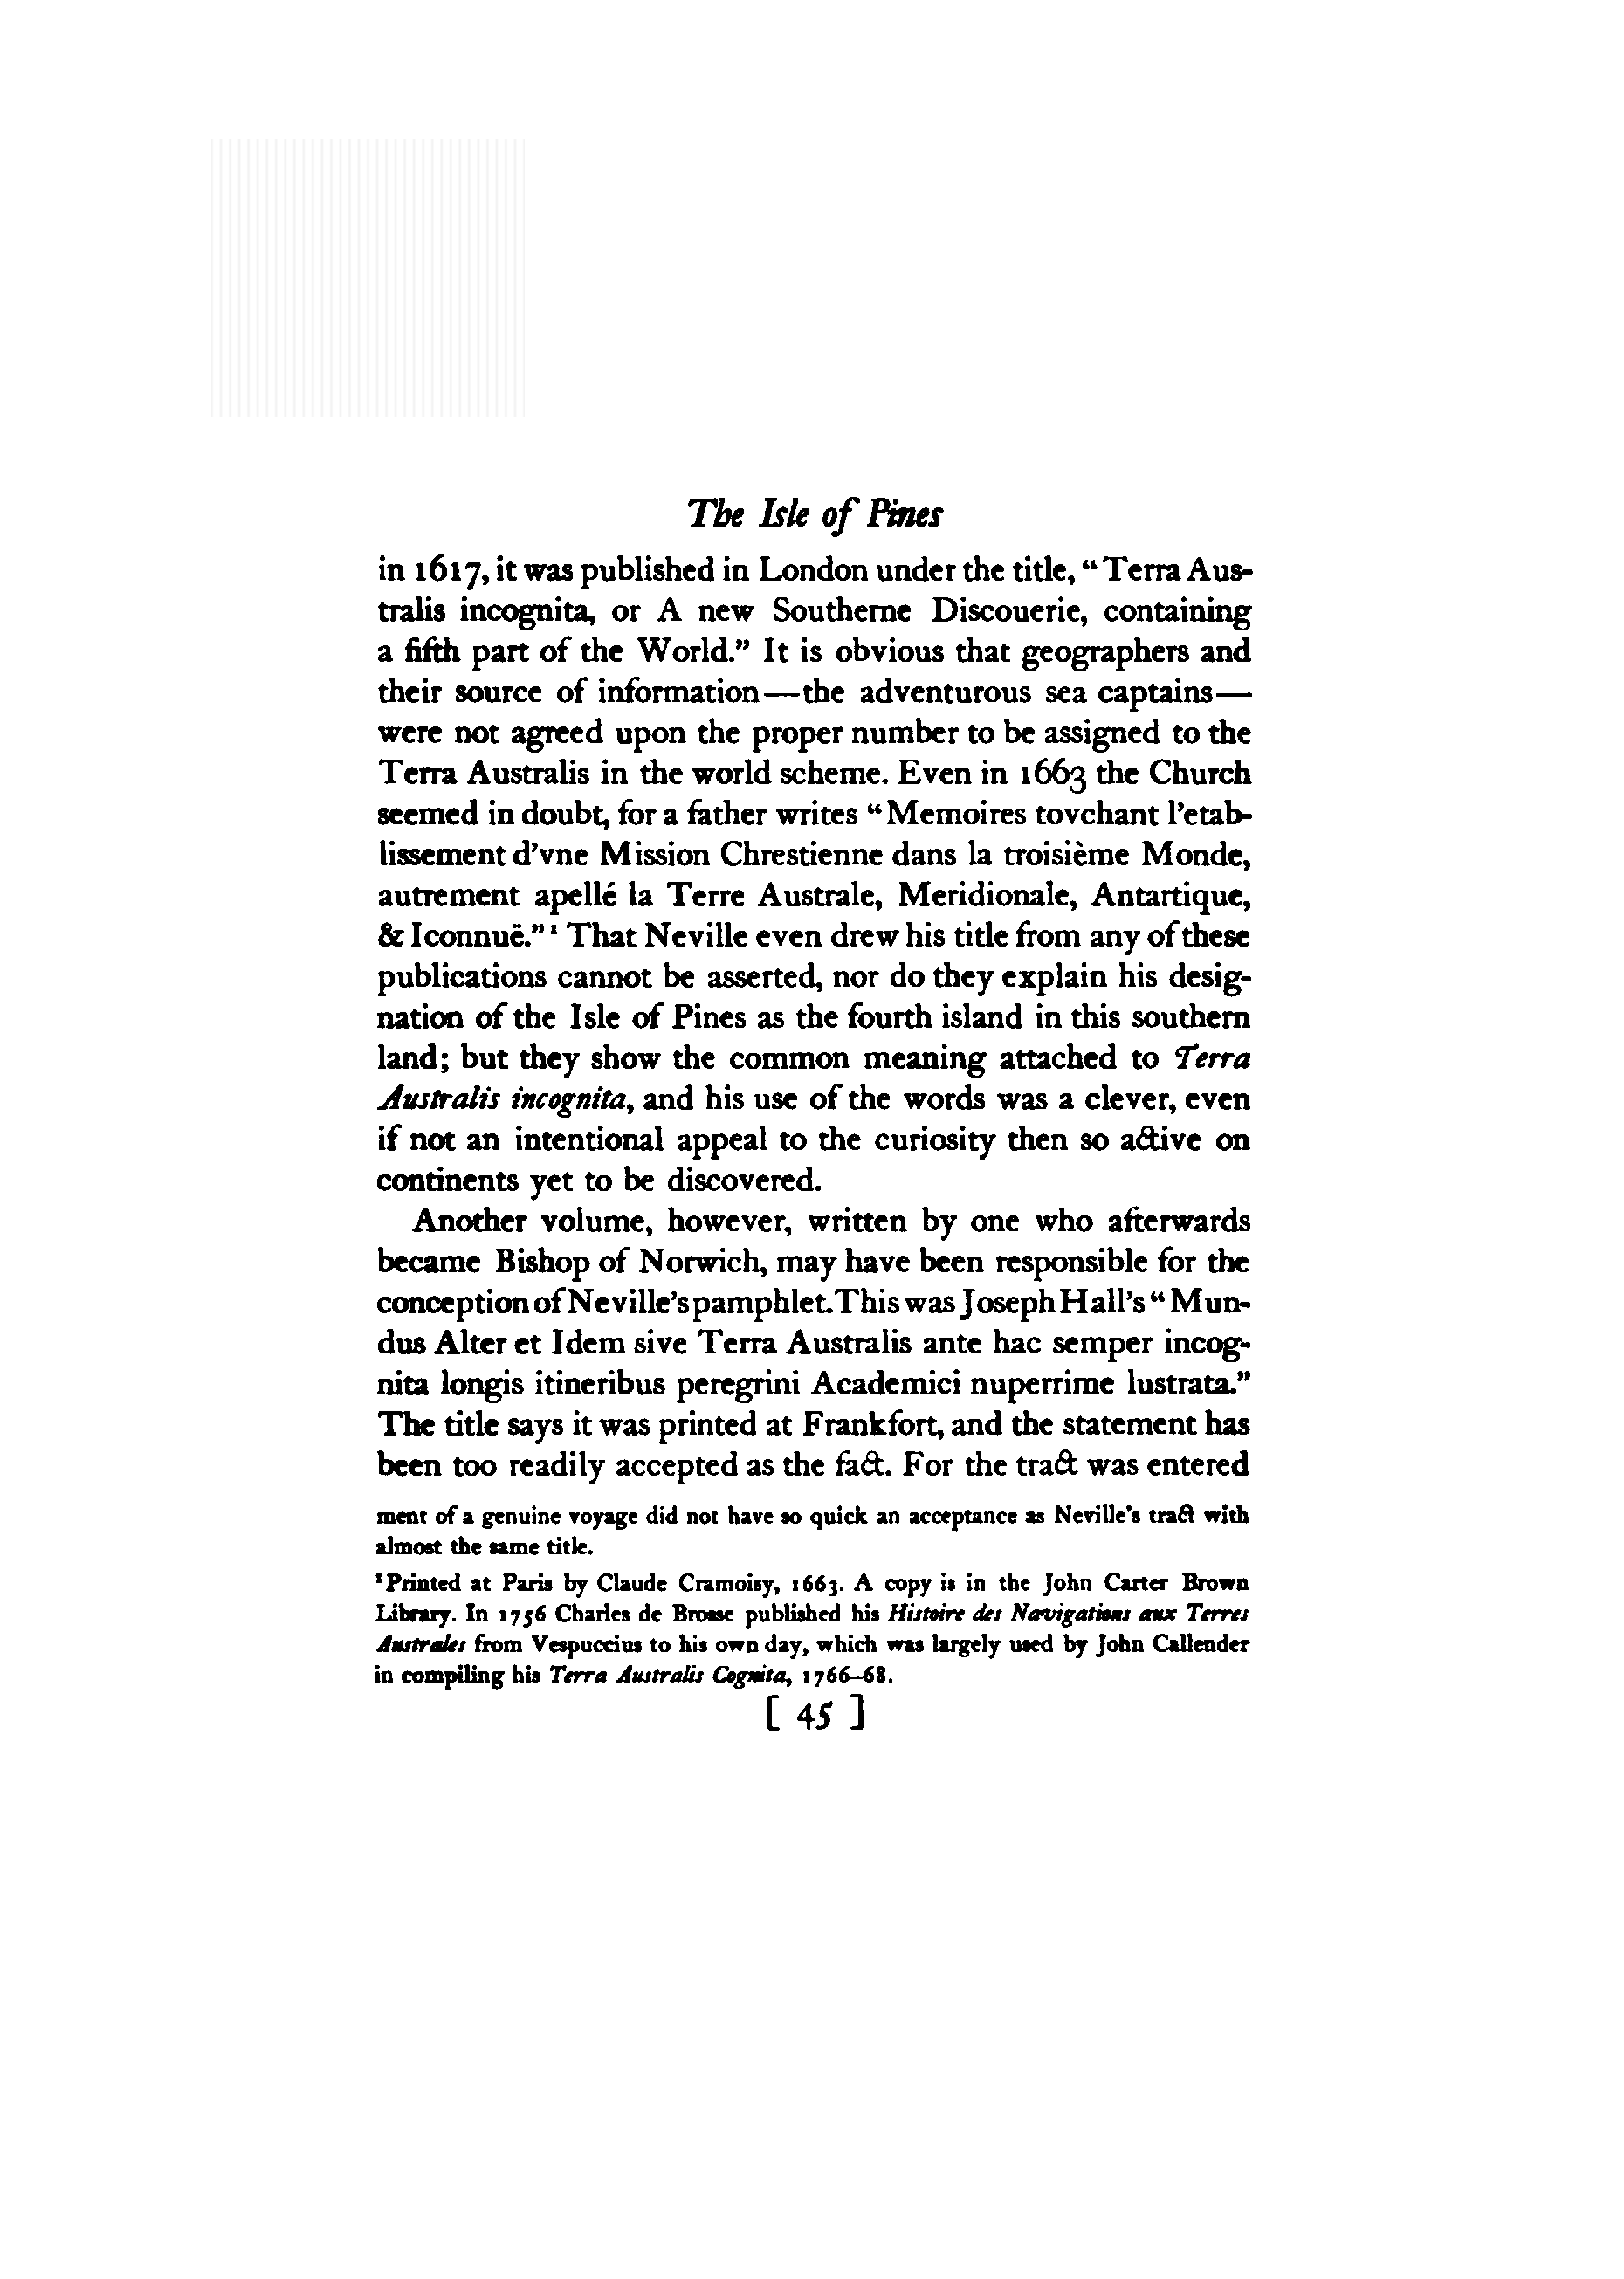 The Isle of Pines
in 1617, it was published in London under the title, “Terra Aus-
tralis incognita, or A new Southerne Discouerie, containing
a fifth part of the World.” It is obvious that geographers and
their source of information—the adventurous sea captains—
were not agreed upon the proper number to be assigned to the
Terra Australis in the world scheme. Even in 1663 the Church
seemed in doubt, for a father writes “Memoires tovchant l’etab-
lissement d’vne Mission Chrestienne dans la troisième Monde,
autrement apellé la Terre Australe, Meridionale, Antartique,
& Iconnuë.” ¹ That Neville even drew his title from any of these
publications cannot be asserted, nor do they explain his desig-
nation of the Isle of Pines as the fourth island in this southern
land; but they show the common meaning attached to Terra
Australis incognita, and his use of the words was a clever, even
if not an intentional appeal to the curiosity then so active on
continents yet to be discovered.
Another volume, however, written by one who afterwards
became Bishop of Norwich, may have been responsible for the
conception of Neville’s pamphlet. This was Joseph Hall’s “Mun-
dus Alter et Idem sive Terra Australis ante hac semper incog-
nita longis itineribus peregrini Academici nuperrime lustrata.”
The title says it was printed at Frankfort, and the statement has
been too readily accepted as the fact. For the tract was entered
ment of a genuine voyage did not have so quick an acceptance as Neville’s tract with
almost the same title.
¹Printed at Paris by Claude Cramoisy, 1663. A copy is in the John Carter Brown
Library. In 1756 Charles de Brosse published his Histoire des Navigations aux Terres
Australes from Vespuccius to his own day, which was largely used by John Callender
in compiling his Terra Australis Cognita, 1766–68.
[ 45 ]